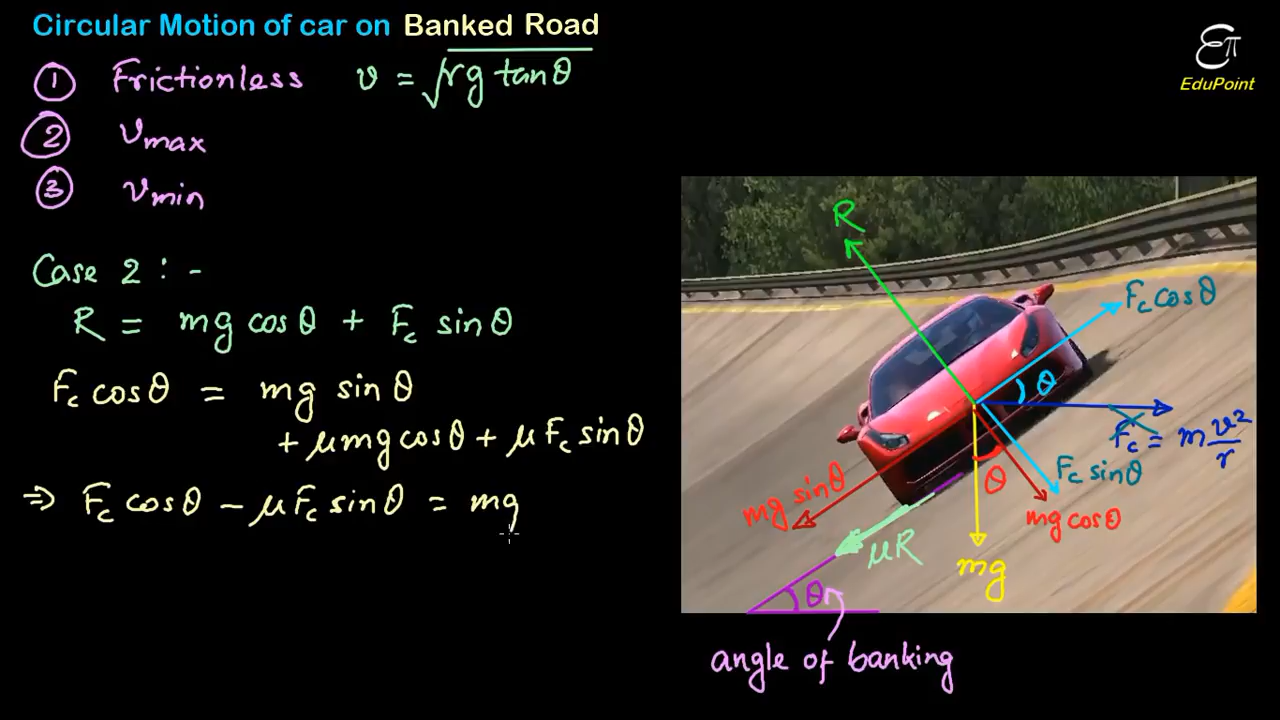 Circular Motion of car on Banked Road
① Frictionless v = √rg tanθ
② vmax
③ vmin
Case 2 : -
R = mg cosθ + Fc sinθ
Fc cosθ = mg sinθ
+ μmg cosθ + μFc sinθ
⇒ Fc cosθ - μFc sinθ = mg
επ
EduPoint
R
Fc cosθ
θ
Fc = m v²/r
mg sinθ
θ
Fc sinθ
mg cosθ
μR
mg
θ
angle of banking